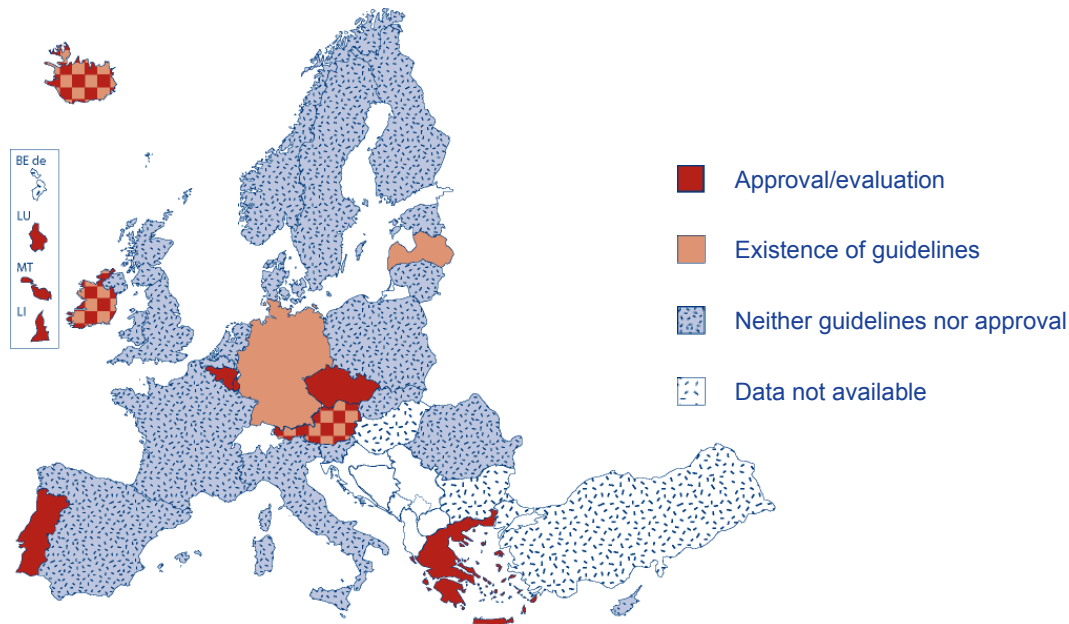 BE de
LU
MT
LI
Approval/evaluation
Existence of guidelines
Neither guidelines nor approval
Data not available